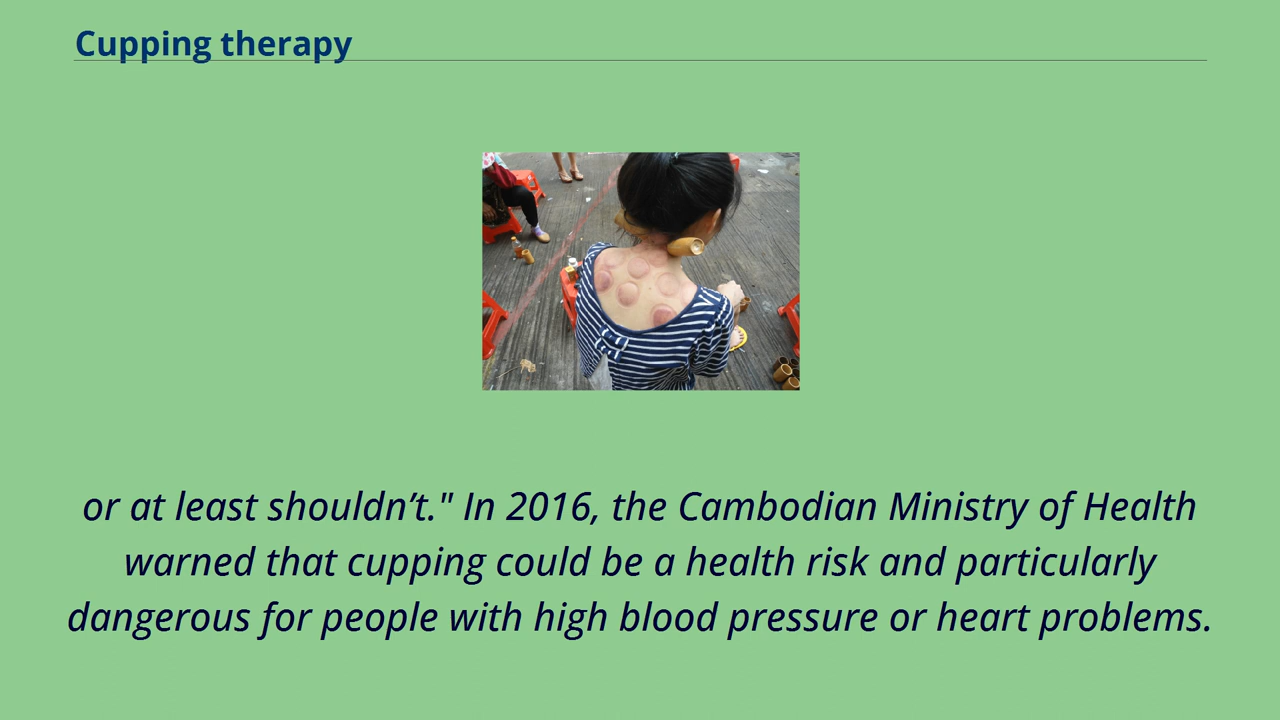 Cupping therapy
or at least shouldn’t." In 2016, the Cambodian Ministry of Health
warned that cupping could be a health risk and particularly
dangerous for people with high blood pressure or heart problems.